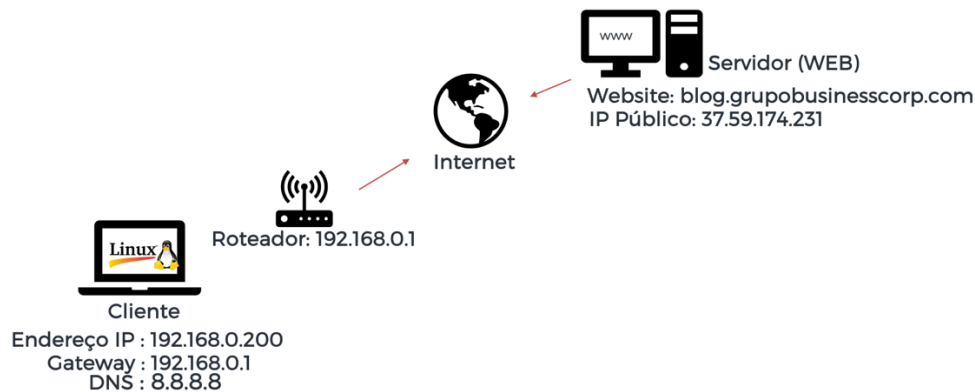 www
Servidor (WEB)
Website: blog.grupobusinesscorp.com
IP Público: 37.59.174.231
Internet
Roteador: 192.168.0.1
Linux
Cliente
Endereço IP : 192.168.0.200
Gateway : 192.168.0.1
DNS : 8.8.8.8